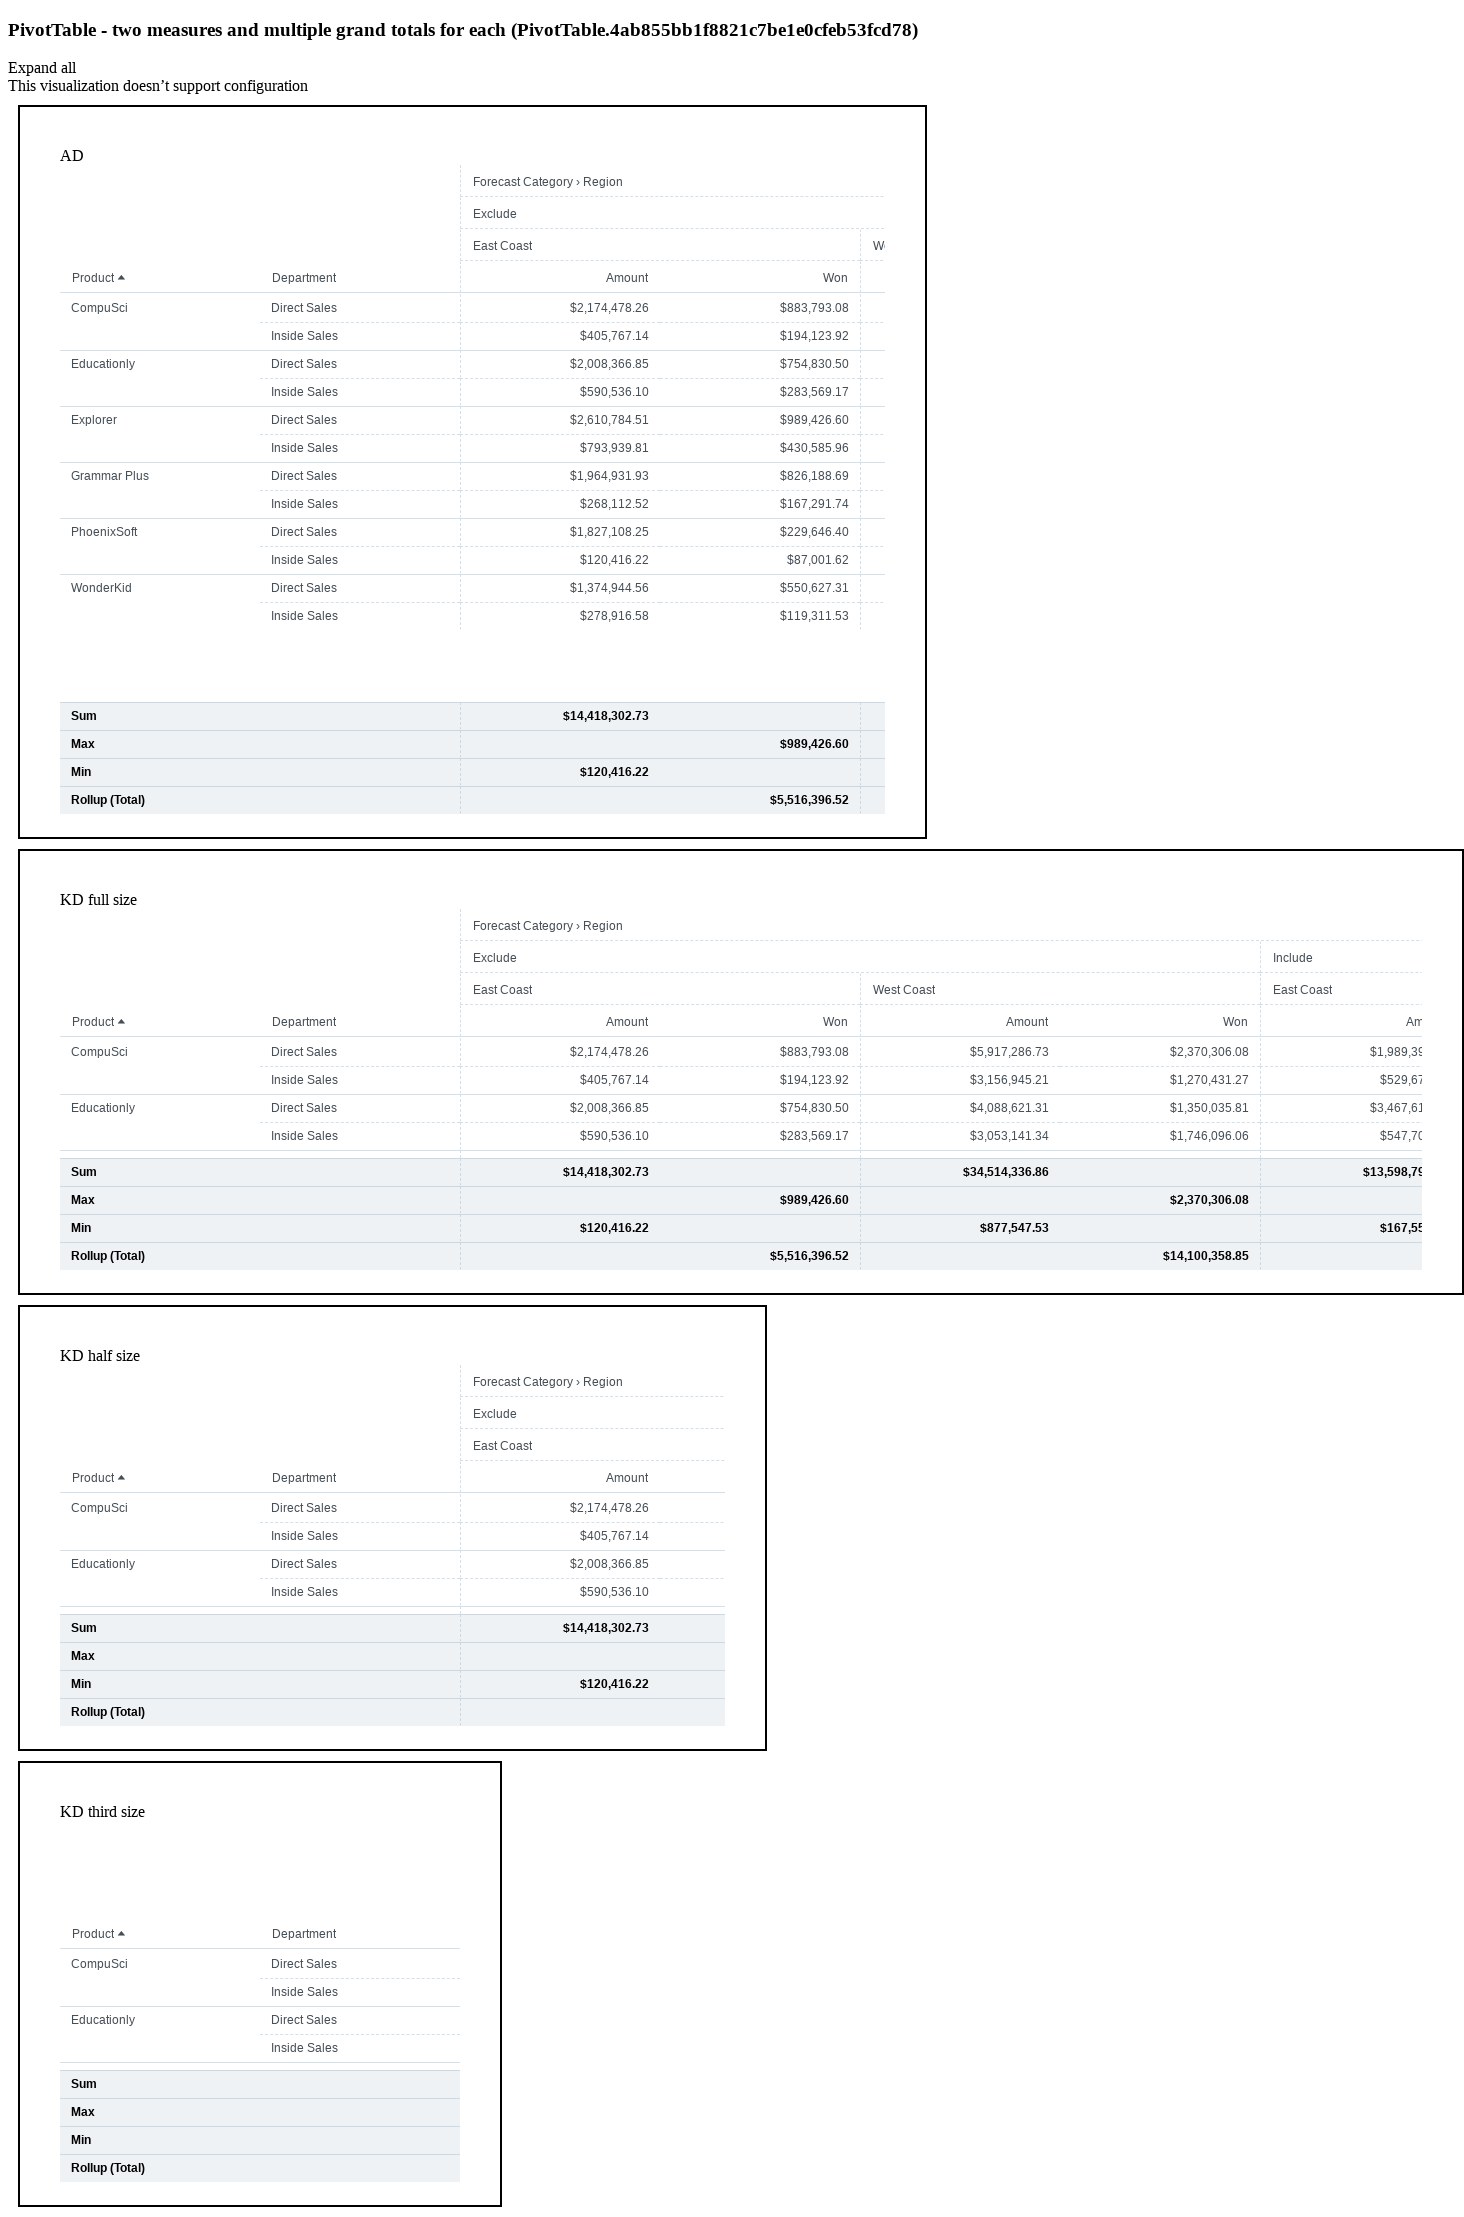 PivotTable - two measures and multiple grand totals for each (PivotTable.4ab855bb1f8821c7be1e0cfeb53fcd78)
Expand all
This visualization doesn’t support configuration
AD
Forecast Category › Region
Exclude
East Coast
Product Department Amount Won
CompuSci Direct Sales $2,174,478.26 $883,793.08
Inside Sales $405,767.14 $194,123.92
Educationly Direct Sales $2,008,366.85 $754,830.50
Inside Sales $590,536.10 $283,569.17
Explorer Direct Sales $2,610,784.51 $989,426.60
Inside Sales $793,939.81 $430,585.96
Grammar Plus Direct Sales $1,964,931.93 $826,188.69
Inside Sales $268,112.52 $167,291.74
PhoenixSoft Direct Sales $1,827,108.25 $229,646.40
Inside Sales $120,416.22 $87,001.62
WonderKid Direct Sales $1,374,944.56 $550,627.31
Inside Sales $278,916.58 $119,311.53
Sum $14,418,302.73
Max $989,426.60
Min $120,416.22
Rollup (Total) $5,516,396.52
KD full size
Forecast Category › Region
Exclude Include
East Coast West Coast East Coast
Product Department Amount Won Amount Won Am
CompuSci Direct Sales $2,174,478.26 $883,793.08 $5,917,286.73 $2,370,306.08 $1,989,39
Inside Sales $405,767.14 $194,123.92 $3,156,945.21 $1,270,431.27 $529,67
Educationly Direct Sales $2,008,366.85 $754,830.50 $4,088,621.31 $1,350,035.81 $3,467,61
Inside Sales $590,536.10 $283,569.17 $3,053,141.34 $1,746,096.06 $547,70
Sum $14,418,302.73 $34,514,336.86 $13,598,79
Max $989,426.60 $2,370,306.08
Min $120,416.22 $877,547.53 $167,55
Rollup (Total) $5,516,396.52 $14,100,358.85
KD half size
Forecast Category › Region
Exclude
East Coast
Product Department Amount
CompuSci Direct Sales $2,174,478.26
Inside Sales $405,767.14
Educationly Direct Sales $2,008,366.85
Inside Sales $590,536.10
Sum $14,418,302.73
Max
Min $120,416.22
Rollup (Total)
KD third size
Product Department
CompuSci Direct Sales
Inside Sales
Educationly Direct Sales
Inside Sales
Sum
Max
Min
Rollup (Total)